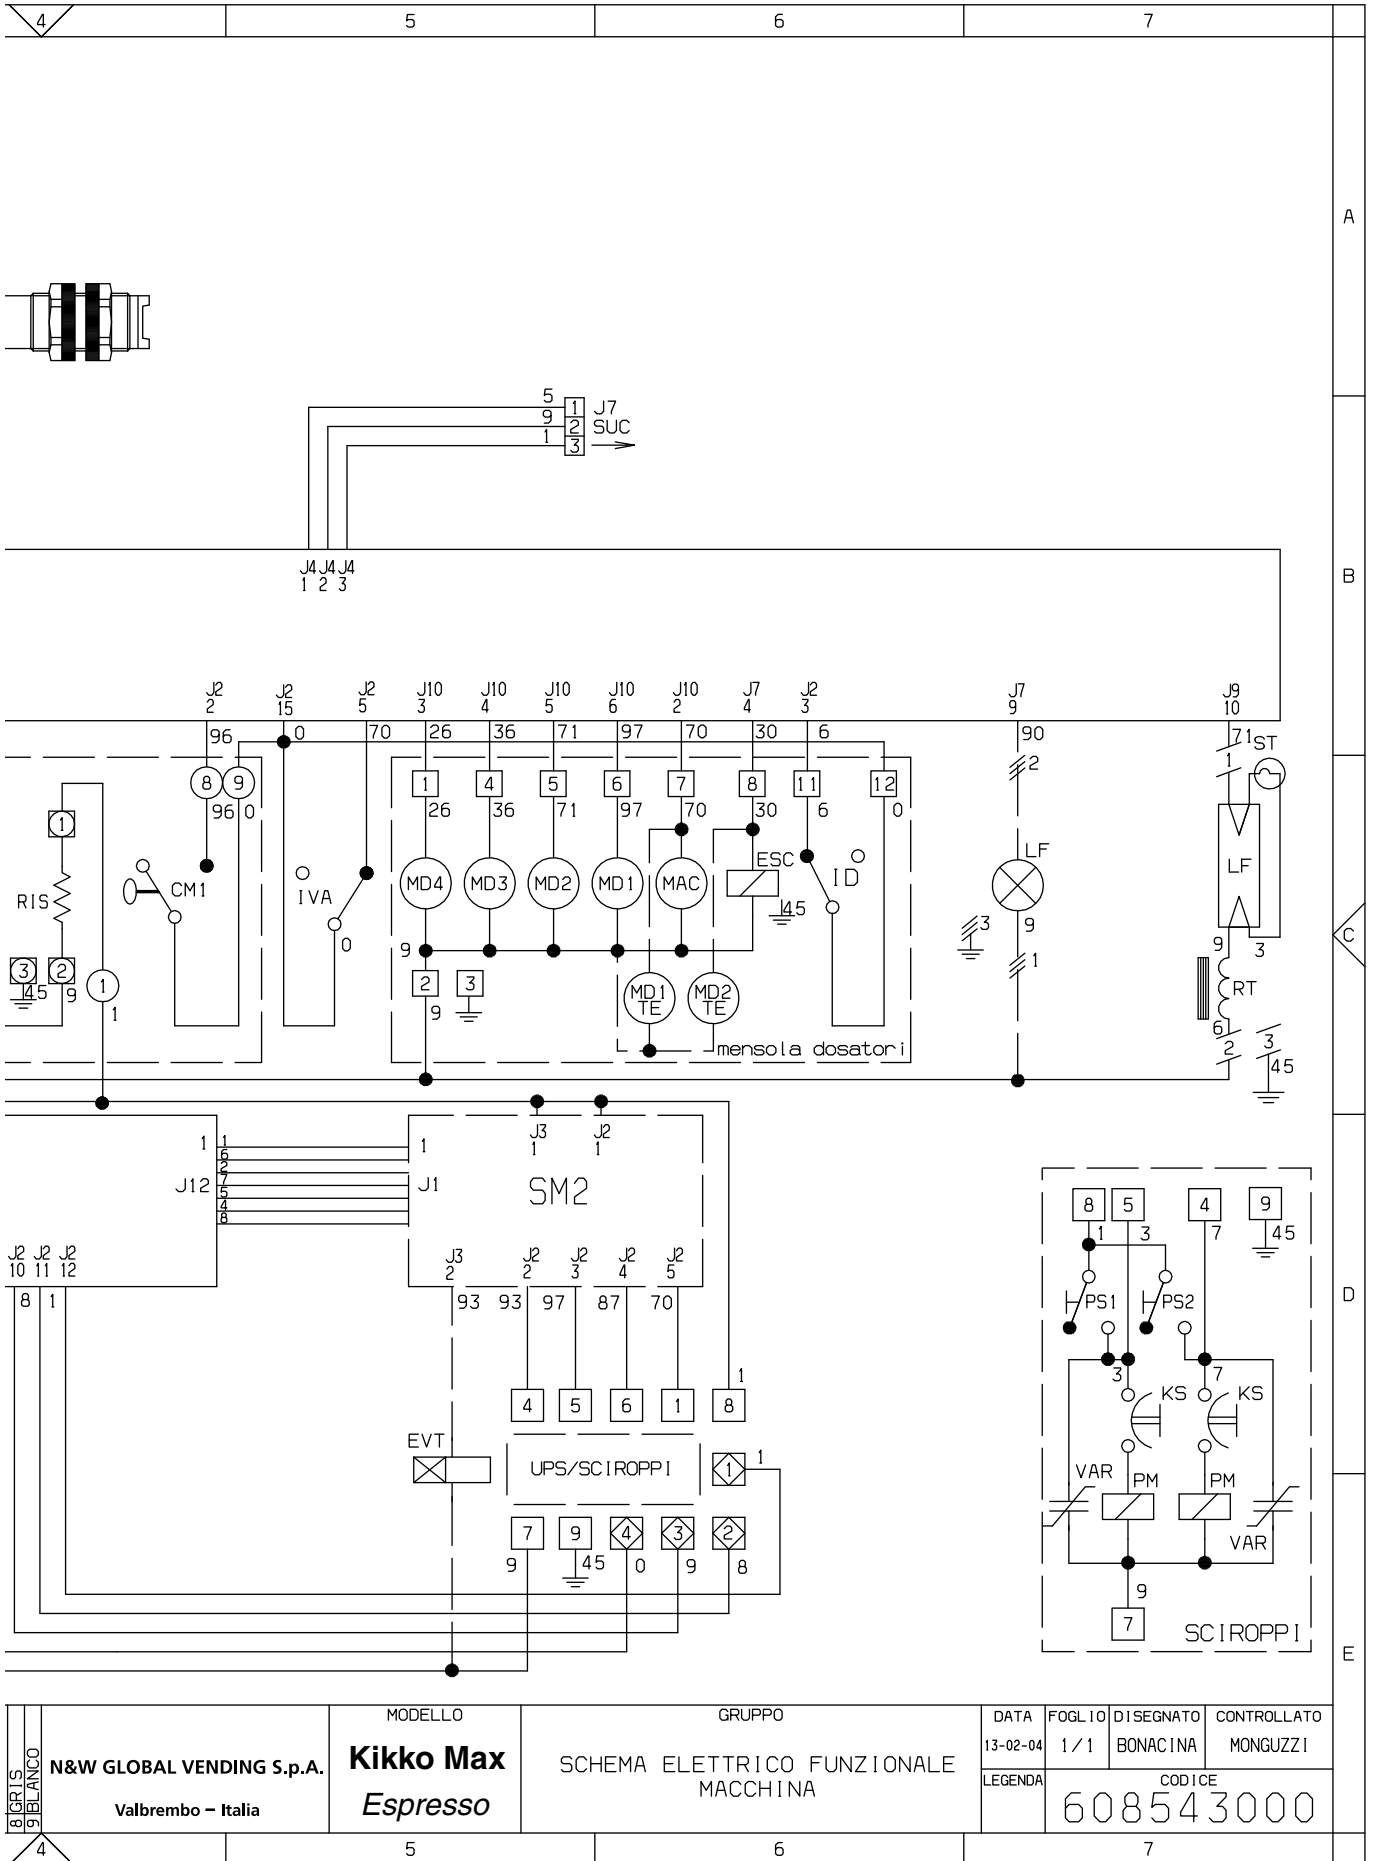 4 5 6 7
A
5 1 J7
9 2 SUC
1 3
B
J4 J4 J4
1 2 3
J2 J2 J2 J10 J10 J10 J10 J10 J7 J2 J7 J9
2 15 5 3 4 5 6 2 4 3 9 10
96 0 70 26 36 71 97 70 30 6 90 71 ST
2 1
8 9 1 4 5 6 7 8 11 12
96 0 26 36 71 97 70 30 6 0
1
RIS CM1 IVA MD4 MD3 MD2 MD1 MAC ESC ID LF LF
45 3 9
0 9 C
3 2 1 2 3 1 9 3
45 9 1 9 MD1 TE MD2 TE RT
mensola dosatori
6 2 3 45
1 1 1 J3 1 J2 1
6
2
J12 7 J1 SM2
5
4
8
8 5 4 9
1 3 7 45
J2 J2 J2 J3 J2 J2 J2 J2
10 11 12 2 2 3 4 5
8 1 93 93 97 87 70
PS1 PS2
D
3 7
KS KS
1
4 5 6 1 8
EVT UPS/SCIROPPI 1 1
VAR PM PM VAR
7 9 4 3 2
9 45 0 9 8
9
7
SCIROPPI
E
8 GRIS
9 BLANCO
N&W GLOBAL VENDING S.p.A.
Valbrembo – Italia
MODELLO
Kikko Max
Espresso
GRUPPO
SCHEMA ELETTRICO FUNZIONALE
MACCHINA
DATA FOGLIO DISEGNATO CONTROLLATO
13-02-04 1/1 BONACINA MONGUZZI
LEGENDA CODICE
608543000
4 5 6 7